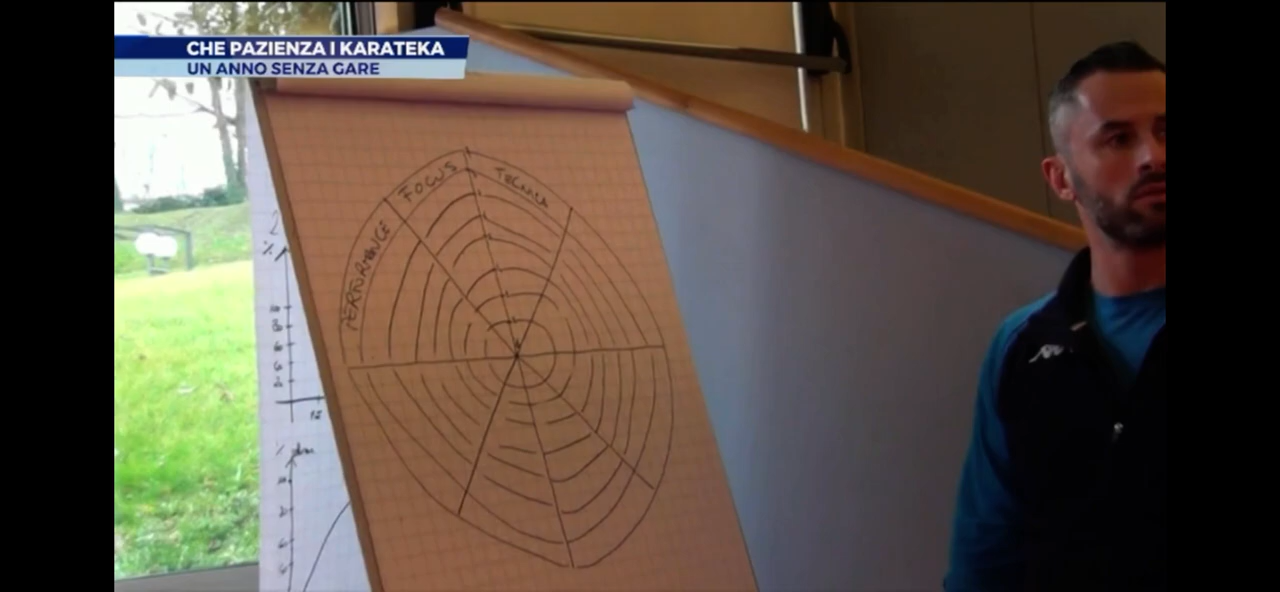 CHE PAZIENZA I KARATEKA
UN ANNO SENZA GARE
FOCUS
TECNICA
PERFORMANCE
%
%